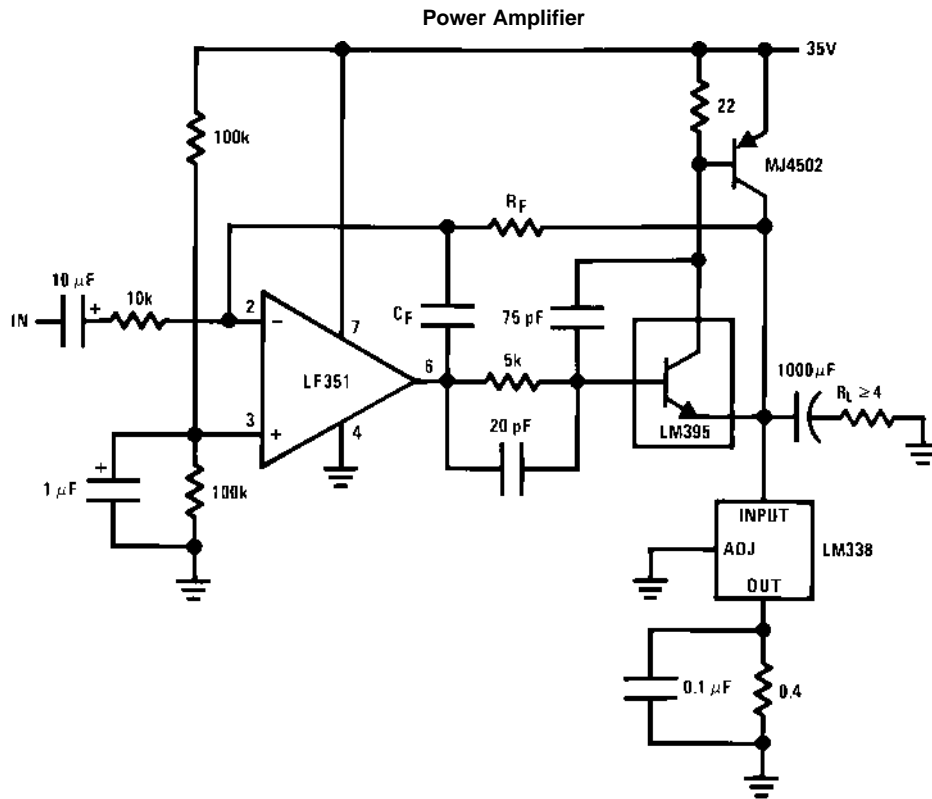 Power Amplifier
35V
22
100k
MJ4502
R_F
10 μF
+
10k
IN
2
−
7
C_F
75 pF
LF351
6
5k
1000μF
R_L ≥ 4
3
+
4
20 pF
LM395
+
1 μF
100k
INPUT
ADJ
LM338
OUT
0.1 μF
0.4